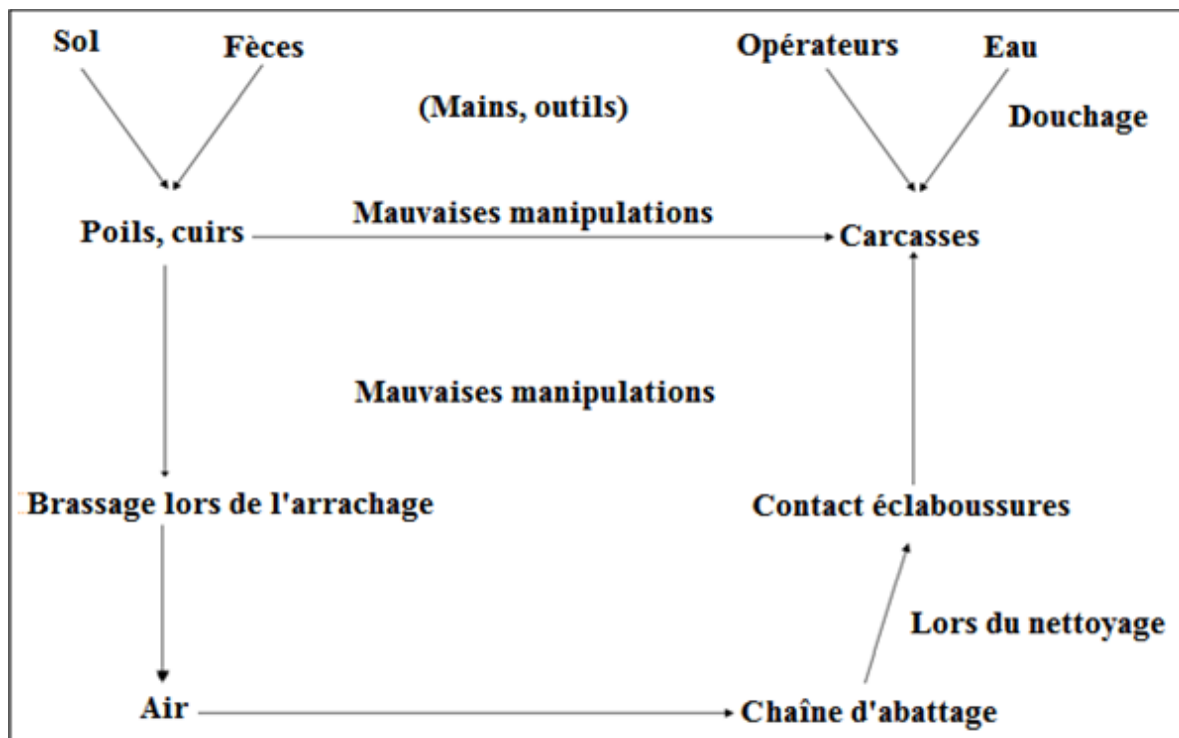 Sol
Fèces
Opérateurs
Eau
(Mains, outils)
Douchage
Mauvaises manipulations
Poils, cuirs
Carcasses
Mauvaises manipulations
Brassage lors de l'arrachage
Contact éclaboussures
Lors du nettoyage
Air
Chaîne d'abattage